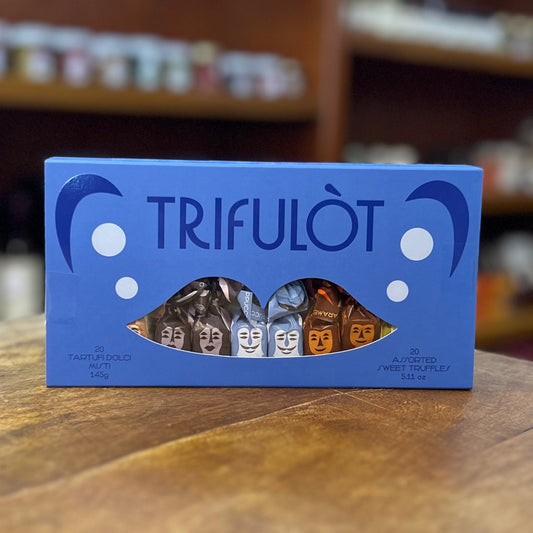 TRIFULÒT
20
TARTUFI DOLCI
MISTI
145g
20
ASSORTED
SWEET TRUFFLES
5.11 oz